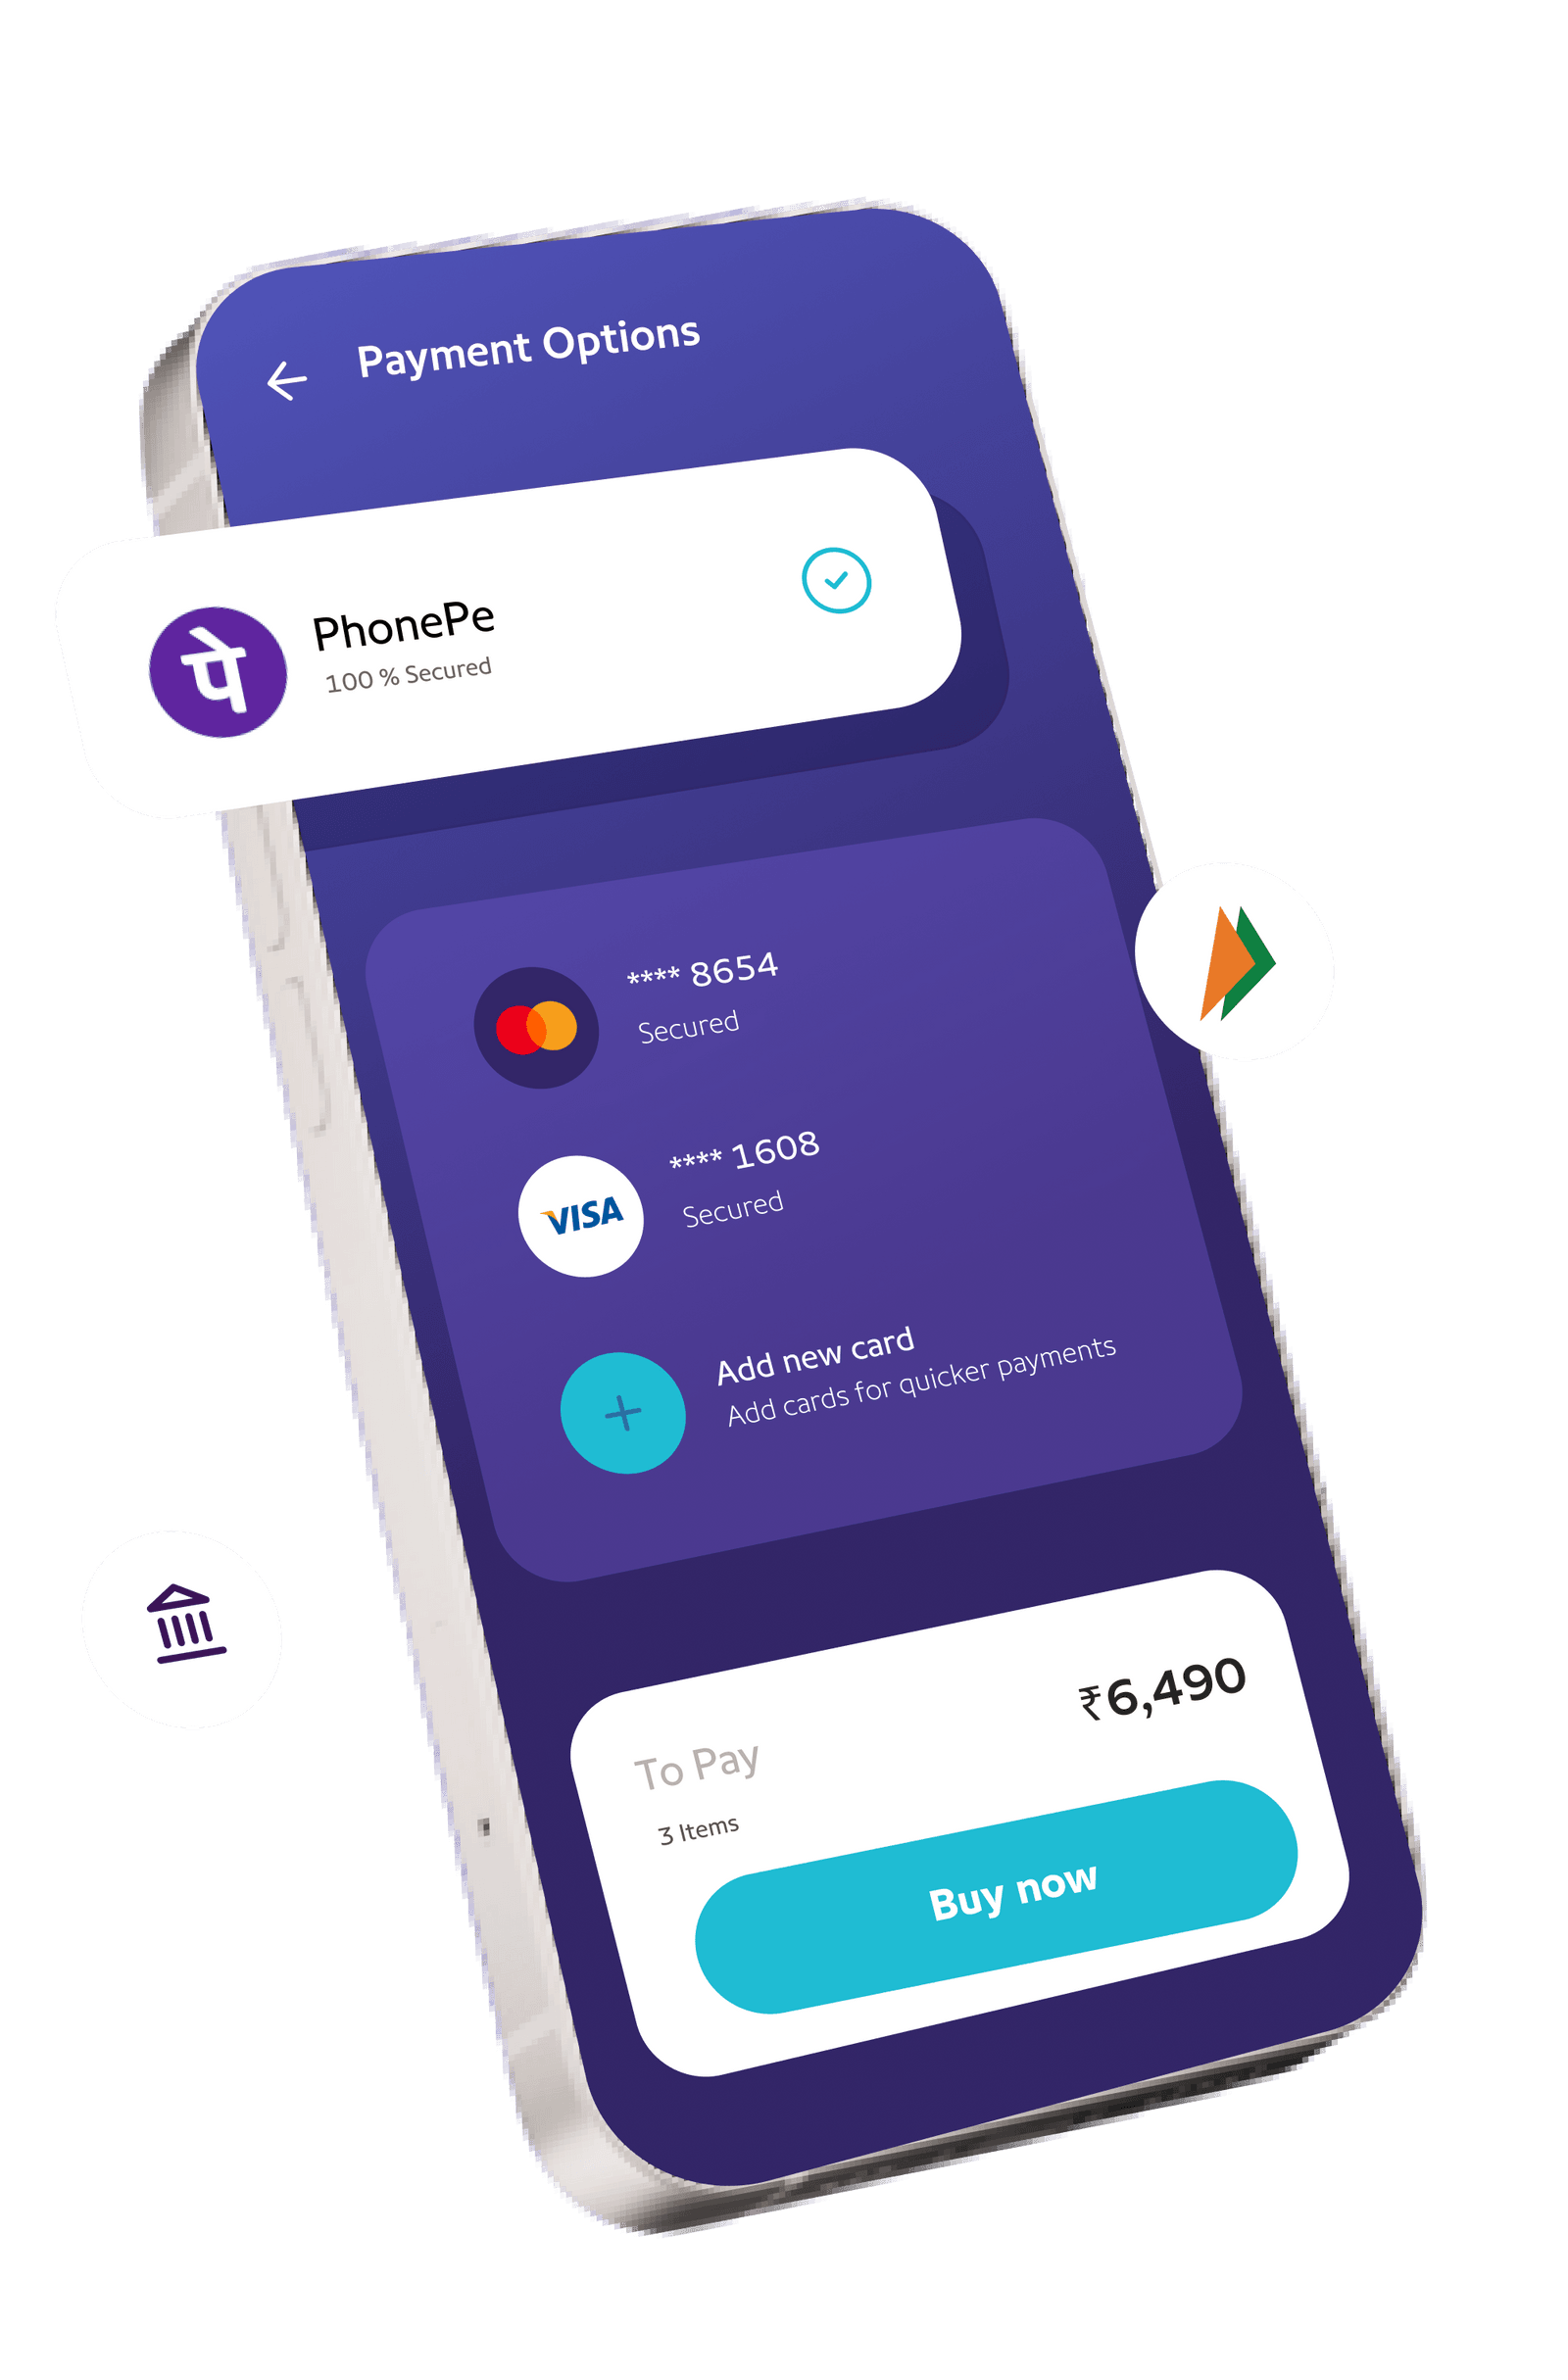 Payment Options
पे
PhonePe
100 % Secured
**** 8654
Secured
**** 1608
Secured
VISA
Add new card
Add cards for quicker payments
₹6,490
To Pay
3 Items
Buy now